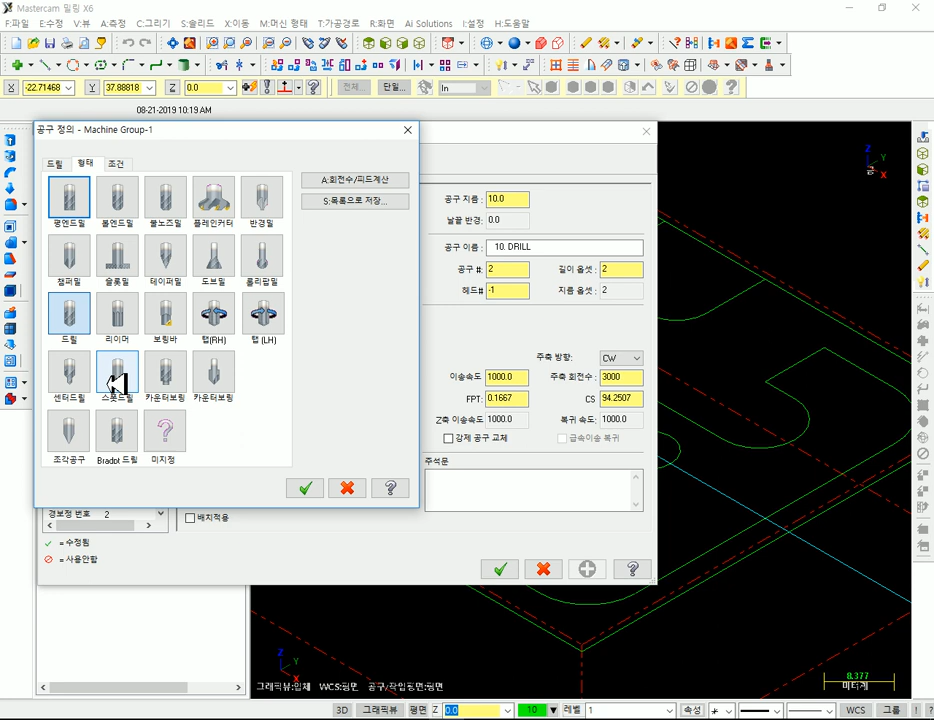 Mastercam 밀링 X6
F:파일 E:수정 V:뷰 A:측정 C:그리기 S:솔리드 X:이동 M:머신 형태 T:가공경로 R:화면 Ai Solutions I:설정 H:도움말
X -22.71468 Y 37.88818 Z 0.0 전체... 단일... In
08-21-2019 10:19 AM
공구 정의 - Machine Group-1
드릴 형태 조건
A:회전수/피드계산
S:목록으로 저장...
평엔드밀 볼엔드밀 불노즈밀 플레인커터 반경밀
챔퍼밀 슬롯밀 테이퍼밀 도브밀 롤리팝밀
드릴 리이머 보링바 탭(RH) 탭 (LH)
센터드릴 스폿드릴 카운터보링 카운터보링
조각공구 Bradpt 드릴 미지정
공구 지름 : 10.0
날끝 반경: 0.0
공구 이름 : 10. DRILL
공구 #: 2 길이 옵셋 : 2
헤드# -1 지름 옵셋 : 2
주축 방향: CW
이송속도 1000.0 주축 회전수 : 3000
FPT: 0.1667 CS 94.2507
Z축 이송속도 1000.0 복귀 속도: 1000.0
강제 공구 교체 급속이송 복귀
주석문
경보정 번호 2
배치적용
= 수정됨
= 사용안함
Z Y X
Z Y X
그래픽뷰:입체 WCS:평면 공구/작업평면:평면
8.377
미터계
3D 그래픽뷰 평면 Z 0.0 10 레벨 1 속성 WCS 그룹 ! ?